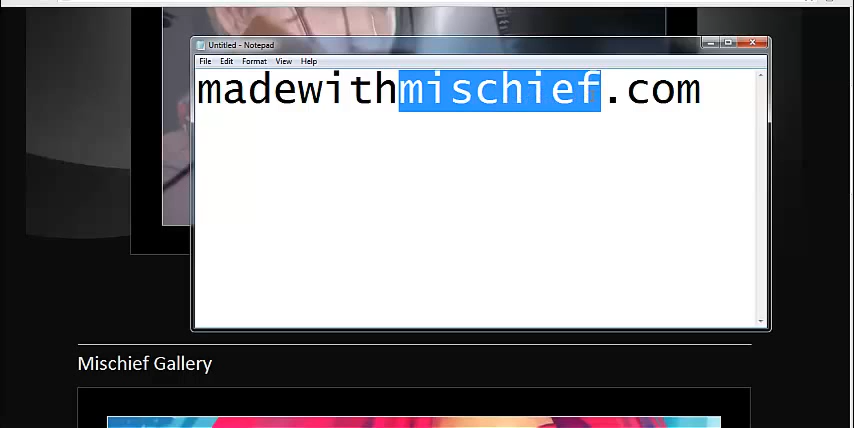 Untitled - Notepad
File Edit Format View Help
madewithmischief.com
Mischief Gallery